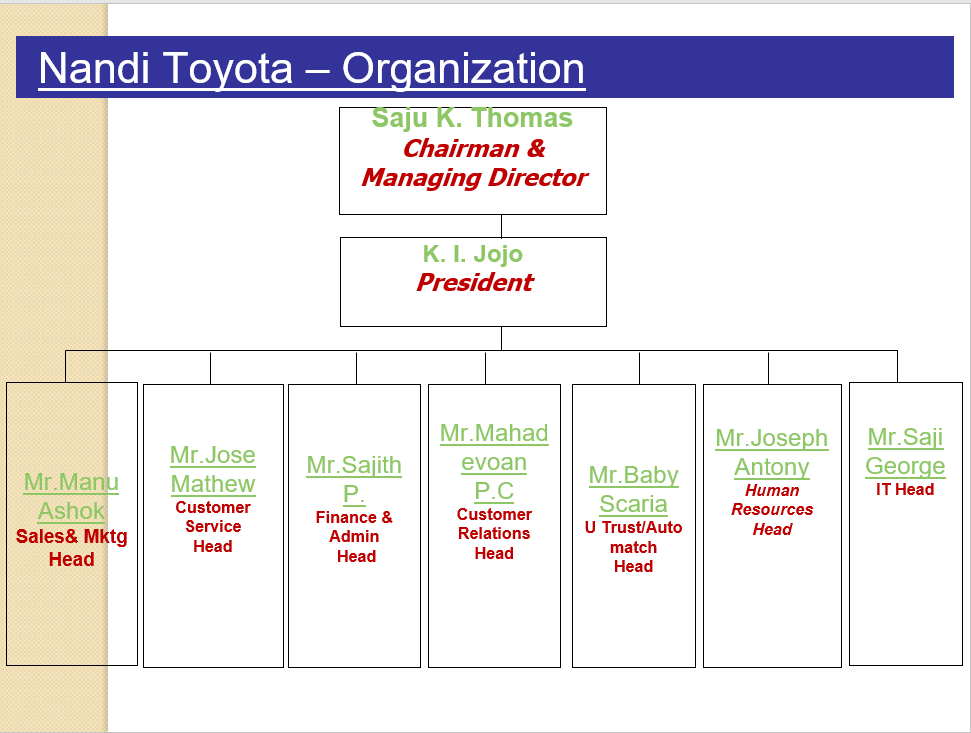 Nandi Toyota – Organization
Saju K. Thomas
Chairman &
Managing Director
K. I. Jojo
President
Mr.Manu
Ashok
Sales& Mktg
Head
Mr.Jose
Mathew
Customer
Service
Head
Mr.Sajith
P.
Finance &
Admin
Head
Mr.Mahad
evoan
P.C
Customer
Relations
Head
Mr.Baby
Scaria
U Trust/Auto
match
Head
Mr.Joseph
Antony
Human
Resources
Head
Mr.Saji
George
IT Head